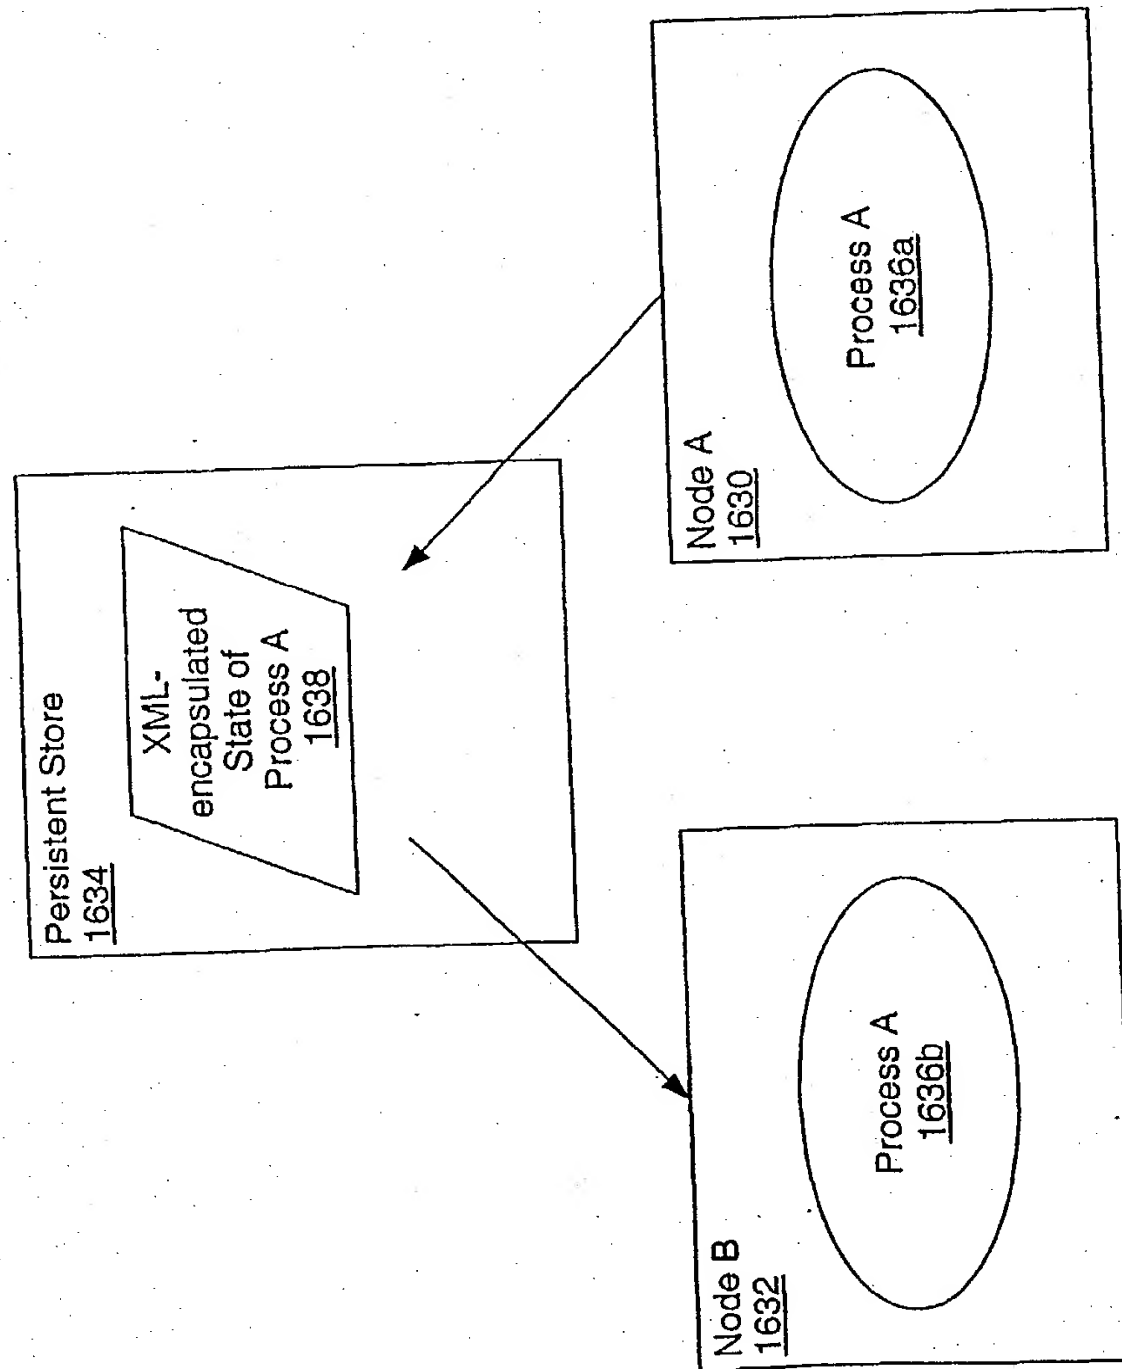 Persistent Store
1634
XML-
encapsulated
State of
Process A
1638
Node B
1632
Process A
1636b
Node A
1630
Process A
1636a